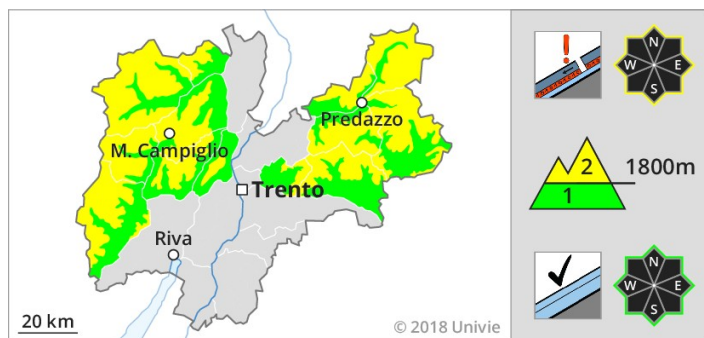 Predazzo
M. Campiglio
Trento
Riva
20 km
© 2018 Univie
!
N
W E
S
2 1800m
1
N
W E
S